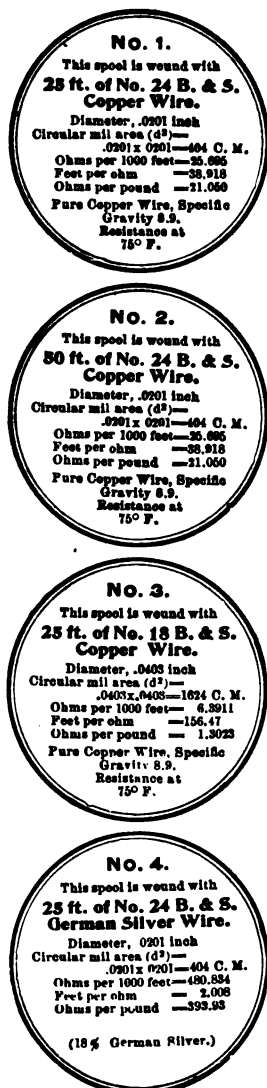 No. 1.
This spool is wound with
25 ft. of No. 24 B. & S.
Copper Wire.
Diameter, .0201 inch
Circular mil area (d²)—
.0201 x 0201=404 C. M.
Ohms per 1000 feet=25.695
Feet per ohm =38.918
Ohms per pound =21.050
Pure Copper Wire, Specific
Gravity 8.9.
Resistance at
75° F.
No. 2.
This spool is wound with
50 ft. of No. 24 B. & S.
Copper Wire.
Diameter, .0201 inch
Circular mil area (d²)—
.0201 x 0201=404 C. M.
Ohms per 1000 feet=25.695
Feet per ohm =38.918
Ohms per pound =21.050
Pure Copper Wire, Specific
Gravity 8.9.
Resistance at
75° F.
No. 3.
This spool is wound with
25 ft. of No. 18 B. & S.
Copper Wire.
Diameter, .0403 inch
Circular mil area (d²)—
.0403x.0403=1624 C. M.
Ohms per 1000 feet= 6.3911
Feet per ohm =156.47
Ohms per pound = 1.3023
Pure Copper Wire, Specific
Gravity 8.9.
Resistance at
75° F.
No. 4.
This spool is wound with
25 ft. of No. 24 B. & S.
German Silver Wire.
Diameter, 0201 inch
Circular mil area (d²)—
.0201x 0201=404 C. M.
Ohms per 1000 feet=480.834
Feet per ohm = 2.008
Ohms per pound =393.93
(18% German Silver.)